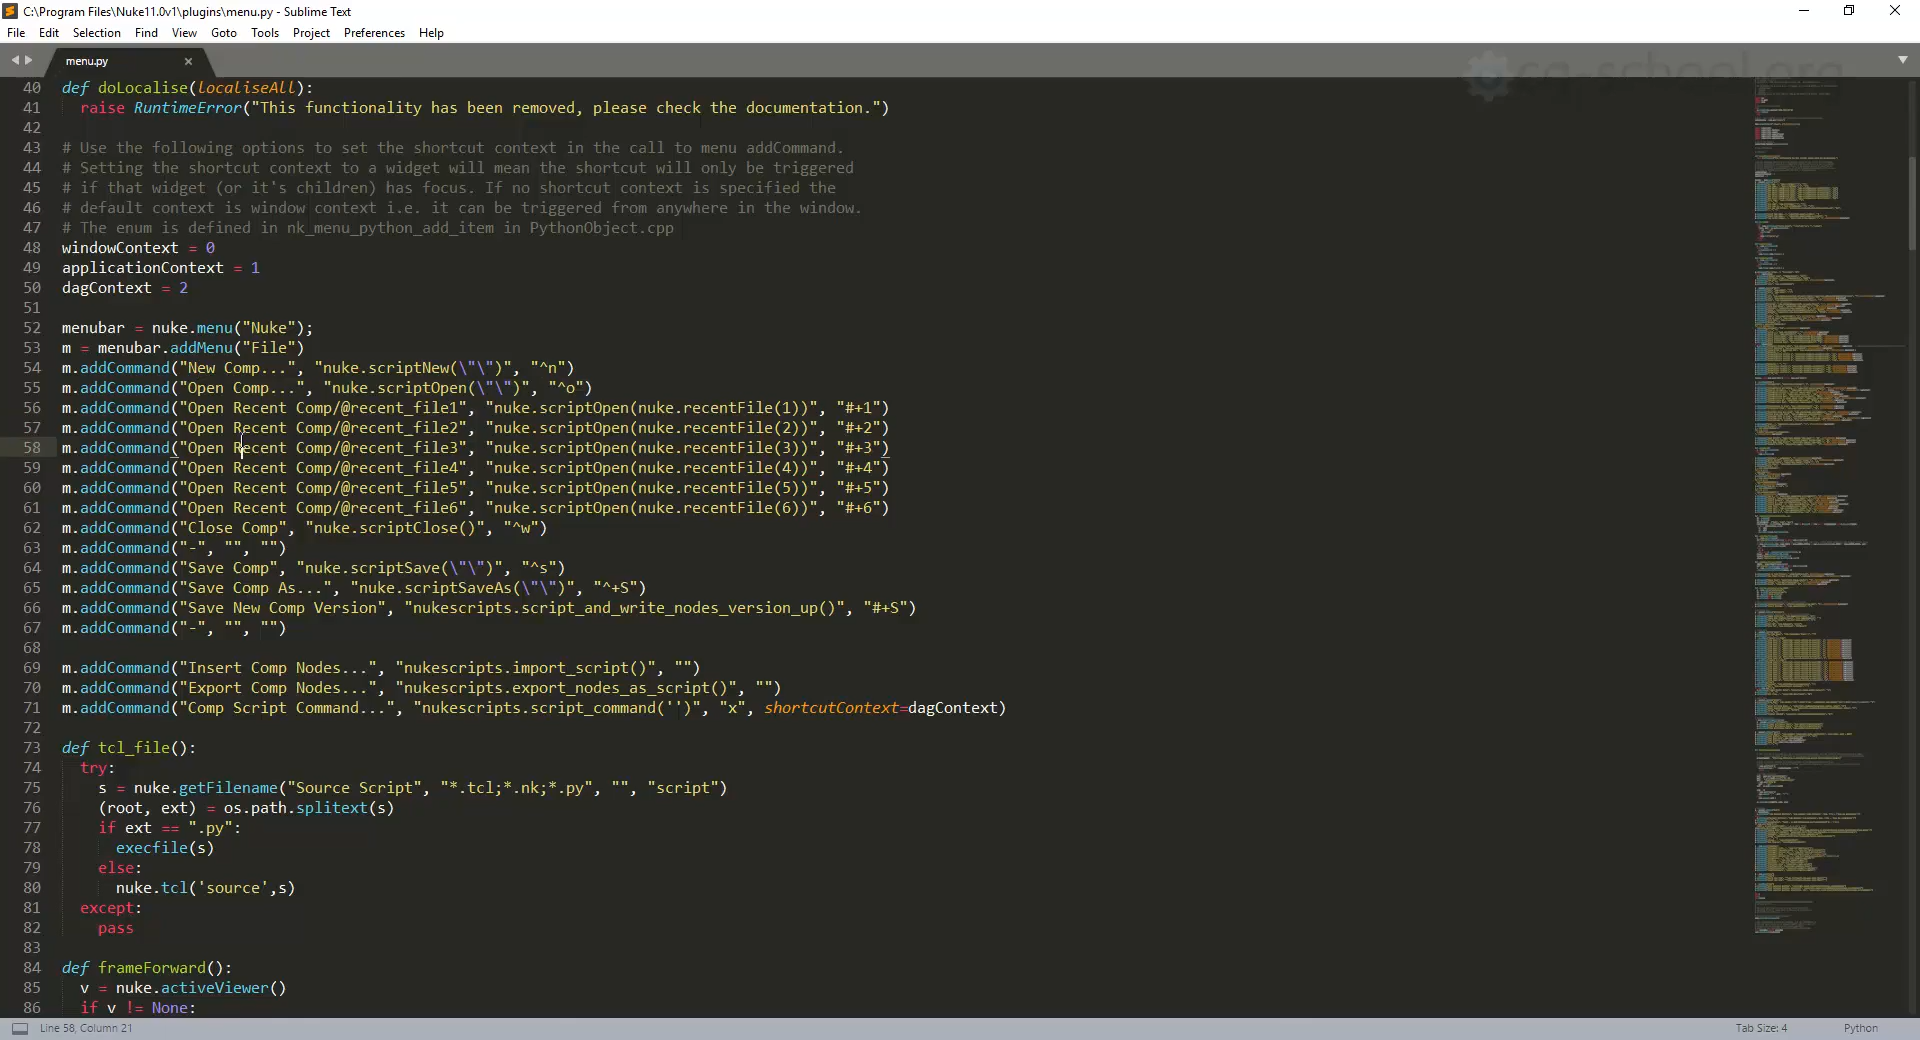 C:\Program Files\Nuke11.0v1\plugins\menu.py - Sublime Text
File Edit Selection Find View Goto Tools Project Preferences Help
menu.py
cg-school.org
40 def doLocalise(localiseAll):
41 raise RuntimeError("This functionality has been removed, please check the documentation.")
42
43 # Use the following options to set the shortcut context in the call to menu addCommand.
44 # Setting the shortcut context to a widget will mean the shortcut will only be triggered
45 # if that widget (or it's children) has focus. If no shortcut context is specified the
46 # default context is window context i.e. it can be triggered from anywhere in the window.
47 # The enum is defined in nk_menu_python_add_item in PythonObject.cpp
48 windowContext = 0
49 applicationContext = 1
50 dagContext = 2
51
52 menubar = nuke.menu("Nuke");
53 m = menubar.addMenu("File")
54 m.addCommand("New Comp...", "nuke.scriptNew(\"\")", "^n")
55 m.addCommand("Open Comp...", "nuke.scriptOpen(\"\")", "^o")
56 m.addCommand("Open Recent Comp/@recent_file1", "nuke.scriptOpen(nuke.recentFile(1))", "#+1")
57 m.addCommand("Open Recent Comp/@recent_file2", "nuke.scriptOpen(nuke.recentFile(2))", "#+2")
58 m.addCommand("Open Recent Comp/@recent_file3", "nuke.scriptOpen(nuke.recentFile(3))", "#+3")
59 m.addCommand("Open Recent Comp/@recent_file4", "nuke.scriptOpen(nuke.recentFile(4))", "#+4")
60 m.addCommand("Open Recent Comp/@recent_file5", "nuke.scriptOpen(nuke.recentFile(5))", "#+5")
61 m.addCommand("Open Recent Comp/@recent_file6", "nuke.scriptOpen(nuke.recentFile(6))", "#+6")
62 m.addCommand("Close Comp", "nuke.scriptClose()", "^w")
63 m.addCommand("-", "", "")
64 m.addCommand("Save Comp", "nuke.scriptSave(\"\")", "^s")
65 m.addCommand("Save Comp As...", "nuke.scriptSaveAs(\"\")", "^+S")
66 m.addCommand("Save New Comp Version", "nukescripts.script_and_write_nodes_version_up()", "#+S")
67 m.addCommand("-", "", "")
68
69 m.addCommand("Insert Comp Nodes...", "nukescripts.import_script()", "")
70 m.addCommand("Export Comp Nodes...", "nukescripts.export_nodes_as_script()", "")
71 m.addCommand("Comp Script Command...", "nukescripts.script_command('')", "x", shortcutContext=dagContext)
72
73 def tcl_file():
74 try:
75 s = nuke.getFilename("Source Script", "*.tcl;*.nk;*.py", "", "script")
76 (root, ext) = os.path.splitext(s)
77 if ext == ".py":
78 execfile(s)
79 else:
80 nuke.tcl('source',s)
81 except:
82 pass
83
84 def frameForward():
85 v = nuke.activeViewer()
86 if v != None:
Line 58, Column 21
Tab Size: 4
Python